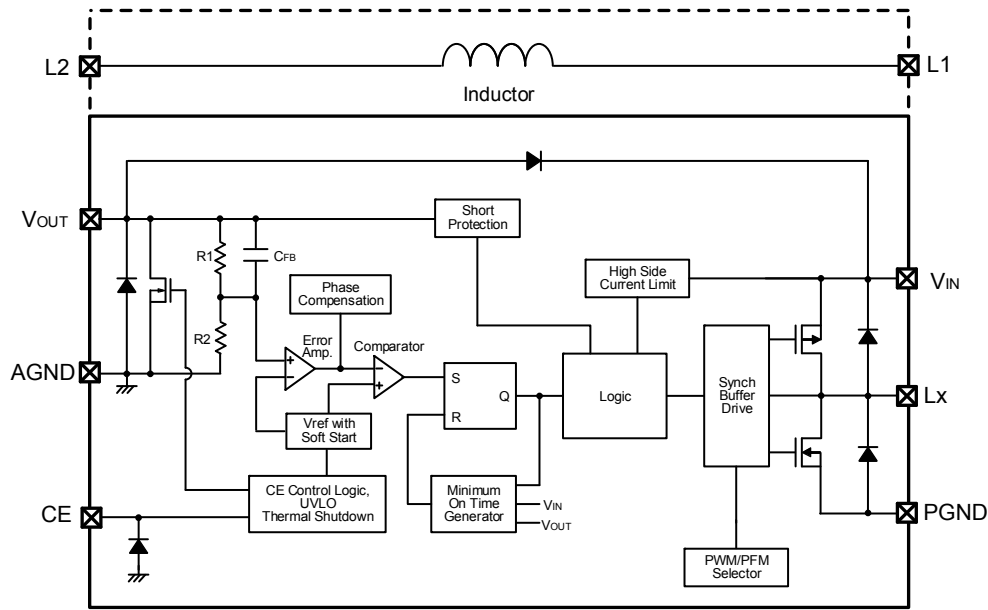 L2
L1
Inductor
VOUT
Short
Protection
R1
CFB
High Side
Current Limit
VIN
Phase
Compensation
R2
Error
Amp.
Comparator
AGND
S
Q
R
Logic
Synch
Buffer
Drive
Lx
Vref with
Soft Start
CE Control Logic,
UVLO
Thermal Shutdown
Minimum
On Time
Generator
VIN
VOUT
CE
PGND
PWM/PFM
Selector